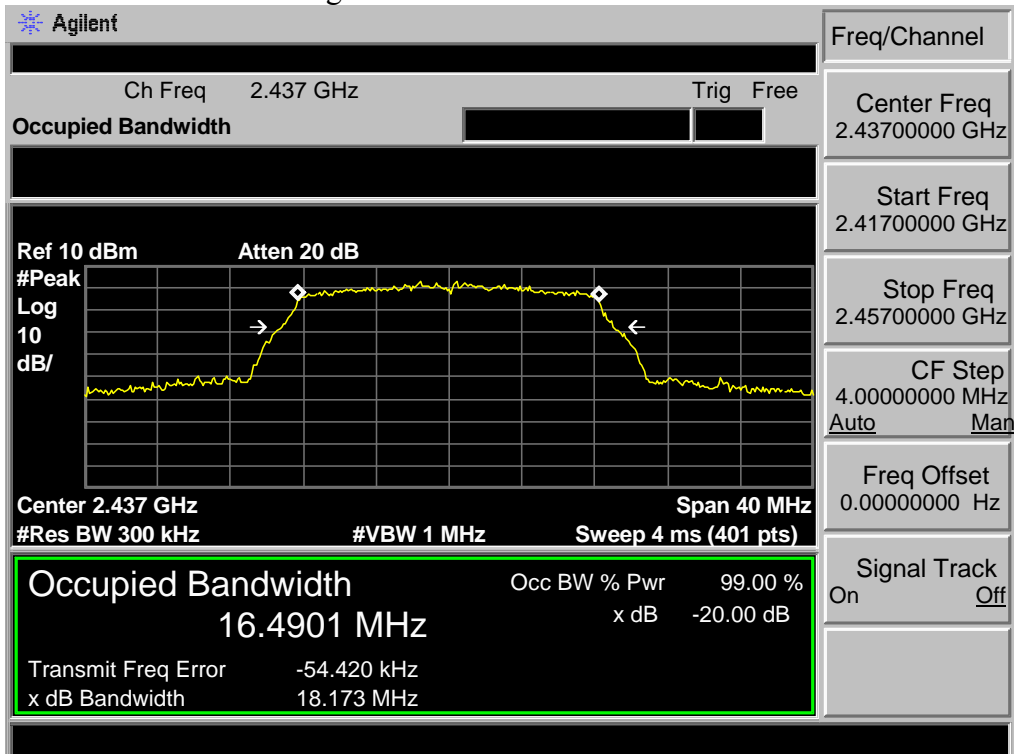 Agilent
Freq/Channel
Ch Freq 2.437 GHz Trig Free
Occupied Bandwidth
Center Freq
2.43700000 GHz
Start Freq
2.41700000 GHz
Ref 10 dBm Atten 20 dB
#Peak
Log
10
dB/
Stop Freq
2.45700000 GHz
CF Step
4.00000000 MHz
Auto Man
Freq Offset
0.00000000 Hz
Center 2.437 GHz Span 40 MHz
#Res BW 300 kHz #VBW 1 MHz Sweep 4 ms (401 pts)
Signal Track
On Off
Occupied Bandwidth Occ BW % Pwr 99.00 %
16.4901 MHz x dB -20.00 dB
Transmit Freq Error -54.420 kHz
x dB Bandwidth 18.173 MHz